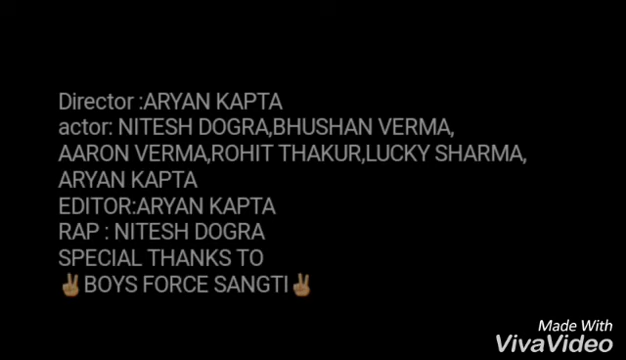 Director :ARYAN KAPTA
actor: NITESH DOGRA,BHUSHAN VERMA,
AARON VERMA,ROHIT THAKUR,LUCKY SHARMA,
ARYAN KAPTA
EDITOR:ARYAN KAPTA
RAP : NITESH DOGRA
SPECIAL THANKS TO
✌🏽BOYS FORCE SANGTI✌🏽
Made With
VivaVideo